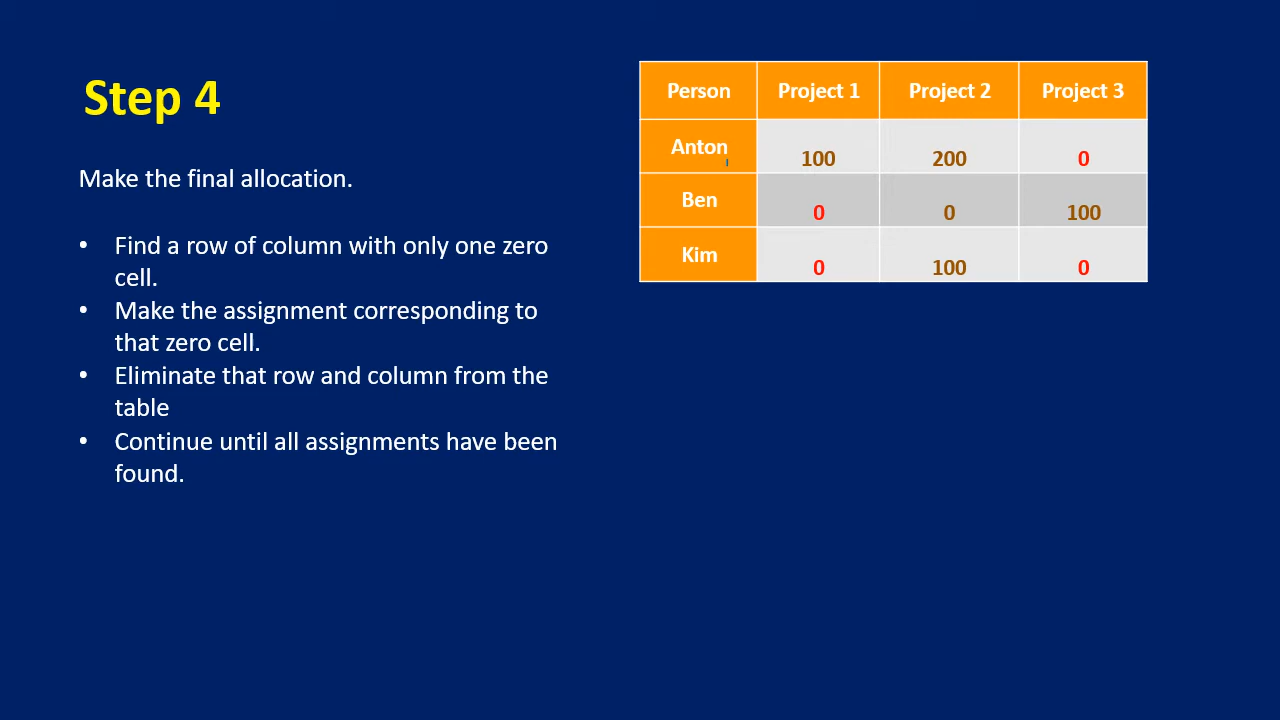 Step 4
Make the final allocation.
• Find a row of column with only one zero
cell.
• Make the assignment corresponding to
that zero cell.
• Eliminate that row and column from the
table
• Continue until all assignments have been
found.
Person Project 1 Project 2 Project 3
Anton 100 200 0
Ben 0 0 100
Kim 0 100 0